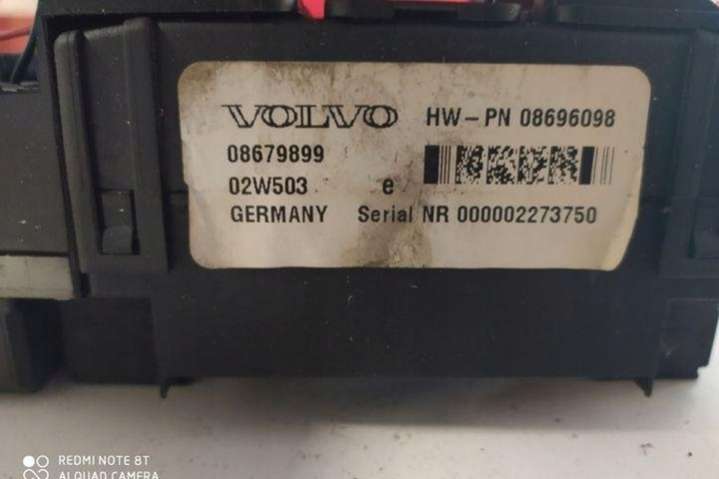 VOLVO HW-PN 08696098
08679899
02W503 e
GERMANY Serial NR 000002273750
REDMI NOTE 8T
AI QUAD CAMERA